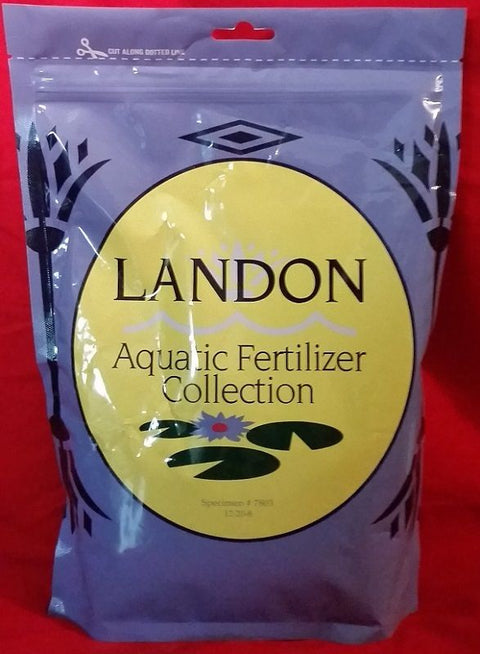 CUT ALONG DOTTED LINE
LANDON
Aquatic Fertilizer
Collection
Specimen # 7803
12-20-8